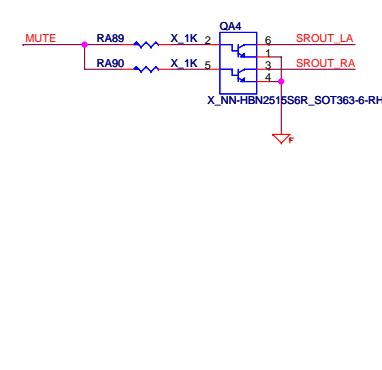 QA4
MUTE RA89 X_1K 2 6 SROUT_LA
1
RA90 X_1K 5 3 SROUT_RA
4
X_NN-HBN2515S6R_SOT363-6-RH
F